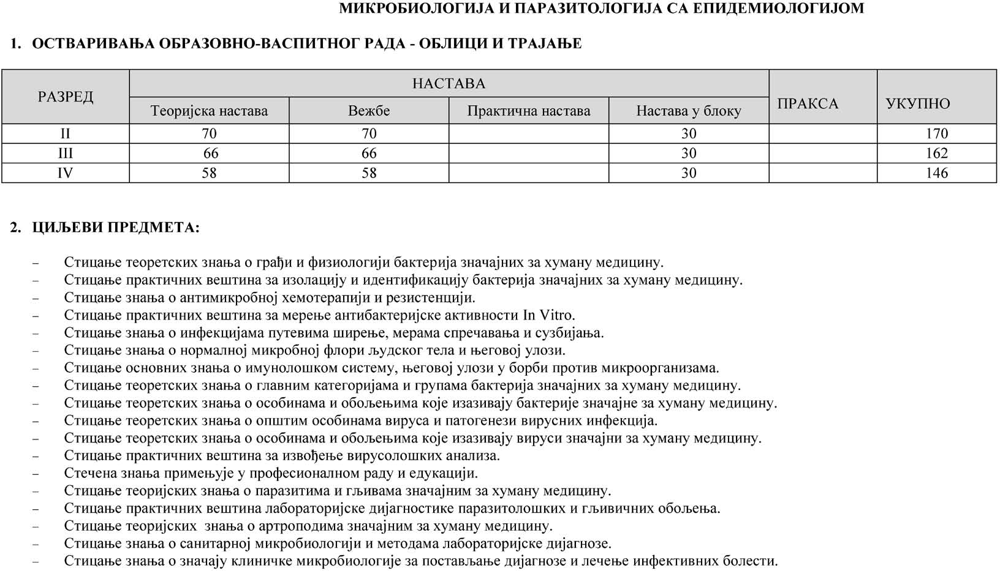 МИКРОБИОЛОГИЈА И ПАРАЗИТОЛОГИЈА СА ЕПИДЕМИОЛОГИЈОМ
1. ОСТВАРИВАЊА ОБРАЗОВНО-ВАСПИТНОГ РАДА - ОБЛИЦИ И ТРАЈАЊЕ
РАЗРЕД НАСТАВА ПРАКСА УКУПНО
Теоријска настава Вежбе Практична настава Настава у блоку
II 70 70 30 170
III 66 66 30 162
IV 58 58 30 146
2. ЦИЉЕВИ ПРЕДМЕТА:
– Стицање теоретских знања о грађи и физиологији бактерија значајних за хуману медицину.
– Стицање практичних вештина за изолацију и идентификацију бактерија значајних за хуману медицину.
– Стицање знања о антимикробној хемотерапији и резистенцији.
– Стицање практичних вештина за мерење антибактеријске активности In Vitro.
– Стицање знања о инфекцијама путевима ширење, мерама спречавања и сузбијања.
– Стицање знања о нормалној микробној флори људског тела и његовој улози.
– Стицање основних знања о имунолошком систему, његовој улози у борби против микроорганизама.
– Стицање теоретских знања о главним категоријама и групама бактерија значајних за хуману медицину.
– Стицање теоретских знања о особинама и обољењима које изазивају бактерије значајне за хуману медицину.
– Стицање теоретских знања о општим особинама вируса и патогенези вирусних инфекција.
– Стицање теоретских знања о особинама и обољењима које изазивају вируси значајни за хуману медицину.
– Стицање практичних вештина за извођење вирусолошких анализа.
– Стечена знања примењује у професионалном раду и едукацији.
– Стицање теоријских знања о паразитима и гљивама значајним за хуману медицину.
– Стицање практичних вештина лабораторијске дијагностике паразитолошких и гљивичних обољења.
– Стицање теоријских знања о артроподима значајним за хуману медицину.
– Стицање знања о санитарној микробиологији и методама лабораторијске дијагнозе.
– Стицање знања о значају клиничке микробиологије за постављање дијагнозе и лечење инфективних болести.